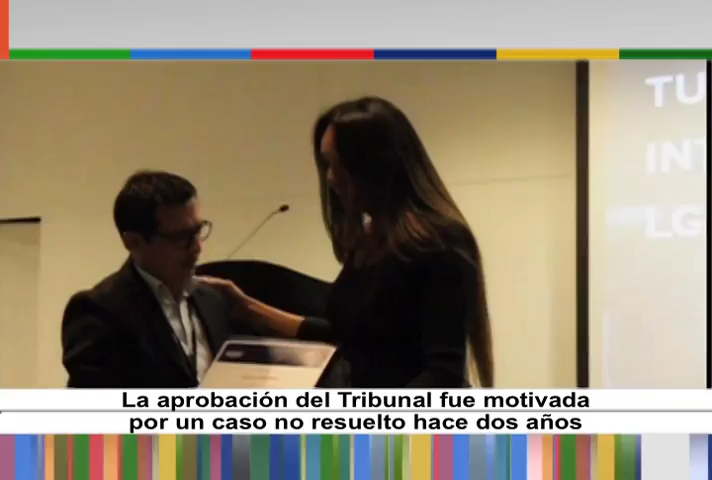 TU
INT
LG
La aprobación del Tribunal fue motivada
por un caso no resuelto hace dos años